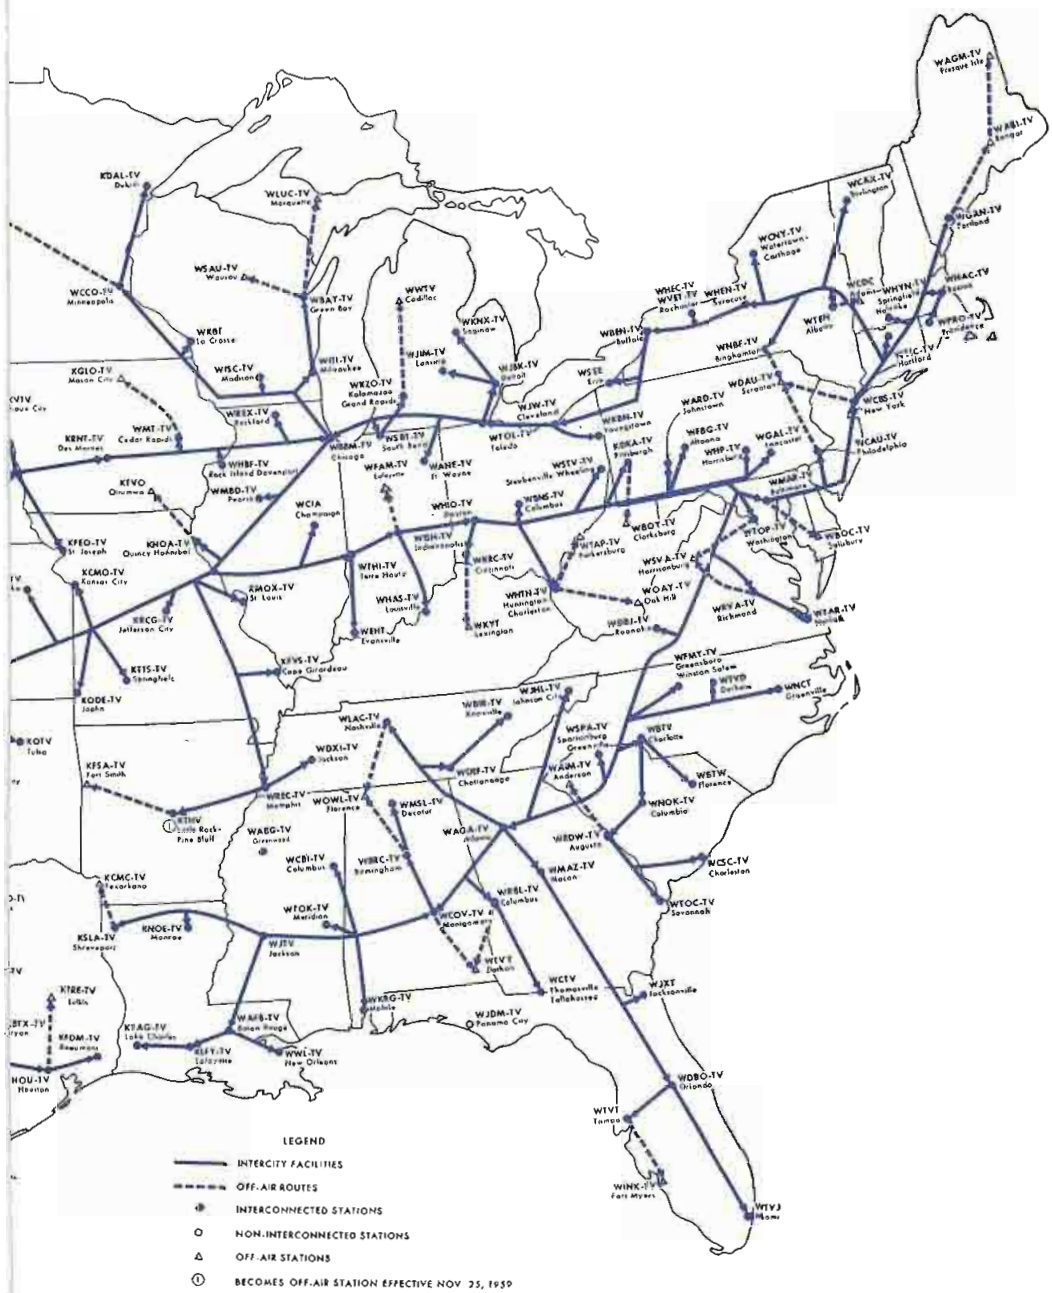 WAGM-TV
Presque Isle
WABI-TV
Bangor
KDAL-TV
Duluth
WLUC-TV
Marquette
WCAX-TV
Burlington
WGAN-TV
Portland
WCNY-TV
Watertown-
Carthage
WSAU-TV
Wausau
WWTV
Cadillac
WCCO-TV
Minneapolis
WBAY-TV
Green Bay
WHEC-TV
WVET-TV
Rochester
WHEN-TV
Syracuse
WCDC
WHYN-TV
Springfield
Holyoke
WHAC-TV
WPRO-TV
Providence
WTEN
Albany
WKBT
La Crosse
WKNX-TV
Saginaw
WBEN-TV
Buffalo
WNBF-TV
Binghamton
Hartford
KGLO-TV
Mason City
WISC-TV
Madison
WITI-TV
Milwaukee
WJIM-TV
Lansing
WJBK-TV
Detroit
WSEE
Erie
WKZO-TV
Kalamazoo
Grand Rapids
WDAU-TV
Scranton
WCBS-TV
New York
KVTV
Sioux City
WREX-TV
Rockford
WJW-TV
Cleveland
WARD-TV
Johnstown
WMT-TV
Cedar Rapids
KRNT-TV
Des Moines
WBBM-TV
Chicago
WSBT-TV
South Bend
WTOL-TV
Toledo
WKBN-TV
Youngstown
KDKA-TV
Pittsburgh
WFBG-TV
Altoona
WHP-TV
Harrisburg
WGAL-TV
Lancaster
WCAU-TV
Philadelphia
WHBF-TV
Rock Island Davenport
WFAM-TV
Lafayette
WANE-TV
Ft Wayne
WSTV-TV
Steubenville Wheeling
KTVO
Ottumwa
WMBD-TV
Peoria
WCIA
Champaign
WHIO-TV
Dayton
WBNS-TV
Columbus
WBOY-TV
Clarksburg
WMAR-TV
Baltimore
WTOP-TV
Washington
WBOC-TV
Salisbury
KFEQ-TV
St Joseph
KHQA-TV
Quincy Hannibal
WISH-TV
Indianapolis
WTAP-TV
Parkersburg
WSVA-TV
Harrisonburg
KCMO-TV
Kansas City
WTHI-TV
Terre Haute
WKRC-TV
Cincinnati
KMOX-TV
St Louis
WHAS-TV
Louisville
WHTN-TV
Huntington
Charleston
WOAY-TV
Oak Hill
WRVA-TV
Richmond
WTAR-TV
Norfolk
KRCG-TV
Jefferson City
WEHT
Evansville
WKYT
Lexington
WDBJ-TV
Roanoke
KFVS-TV
Cape Girardeau
KTTS-TV
Springfield
WFMY-TV
Greensboro
Winston Salem
WTVD
Durham
WNCT
Greenville
KODE-TV
Joplin
WJHL-TV
Johnson City
WBIR-TV
Knoxville
WLAC-TV
Nashville
WSPA-TV
Spartanburg
Greenville
WBTV
Charlotte
KOTV
Tulsa
WDXI-TV
Jackson
WDEF-TV
Chattanooga
WAIM-TV
Anderson
WBTW
Florence
KFSA-TV
Fort Smith
WREC-TV
Memphis
WOWL-TV
Florence
WMSL-TV
Decatur
WNOK-TV
Columbia
KTHV
Little Rock-
Pine Bluff
WABG-TV
Greenwood
WAGA-TV
Atlanta
WRDW-TV
Augusta
WCBI-TV
Columbus
WBRC-TV
Birmingham
WMAZ-TV
Macon
WCSC-TV
Charleston
KCMC-TV
Texarkana
WTOC-TV
Savannah
WTOK-TV
Meridian
WCOV-TV
Montgomery
WRBL-TV
Columbus
KSLA-TV
Shreveport
KNOE-TV
Monroe
WJTV
Jackson
WTVY
Dothan
WCTV
Thomasville
Tallahassee
WJXT
Jacksonville
KTRE-TV
Lufkin
WKRG-TV
Mobile
WJDM-TV
Panama City
KBTX-TV
Bryan
KFDM-TV
Beaumont
KTAG-TV
Lake Charles
WAFB-TV
Baton Rouge
KLFY-TV
Lafayette
WWL-TV
New Orleans
HOU-TV
Houston
WDBO-TV
Orlando
WTVT
Tampa
WINK-TV
Fort Myers
WTVJ
Miami
LEGEND
INTERCITY FACILITIES
OFF-AIR ROUTES
INTERCONNECTED STATIONS
NON-INTERCONNECTED STATIONS
OFF-AIR STATIONS
BECOMES OFF-AIR STATION EFFECTIVE NOV 25, 1959